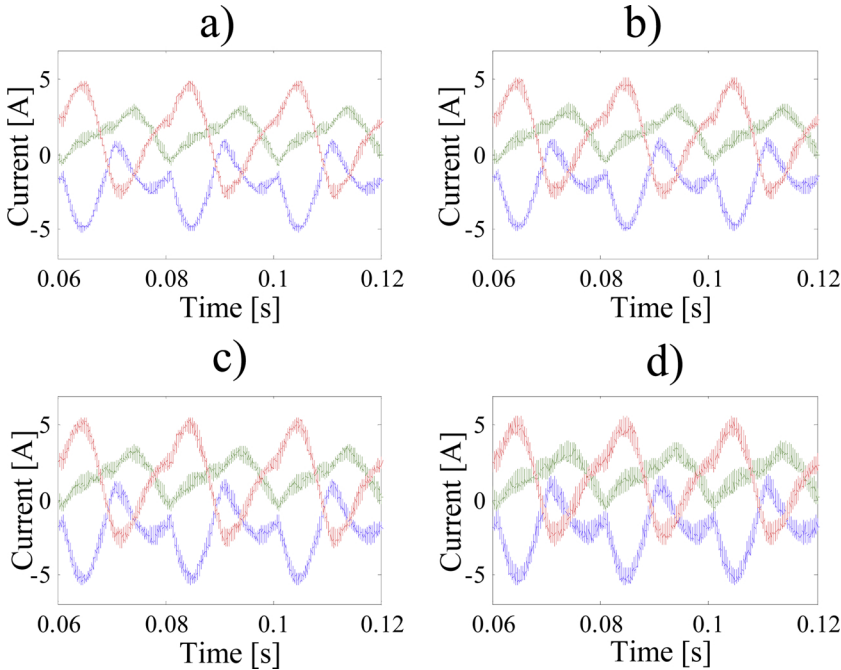 a)
b)
Current [A]
5
0
-5
0.06
0.08
0.1
0.12
Time [s]
Current [A]
5
0
-5
0.06
0.08
0.1
0.12
Time [s]
c)
d)
Current [A]
5
0
-5
0.06
0.08
0.1
0.12
Time [s]
Current [A]
5
0
-5
0.06
0.08
0.1
0.12
Time [s]